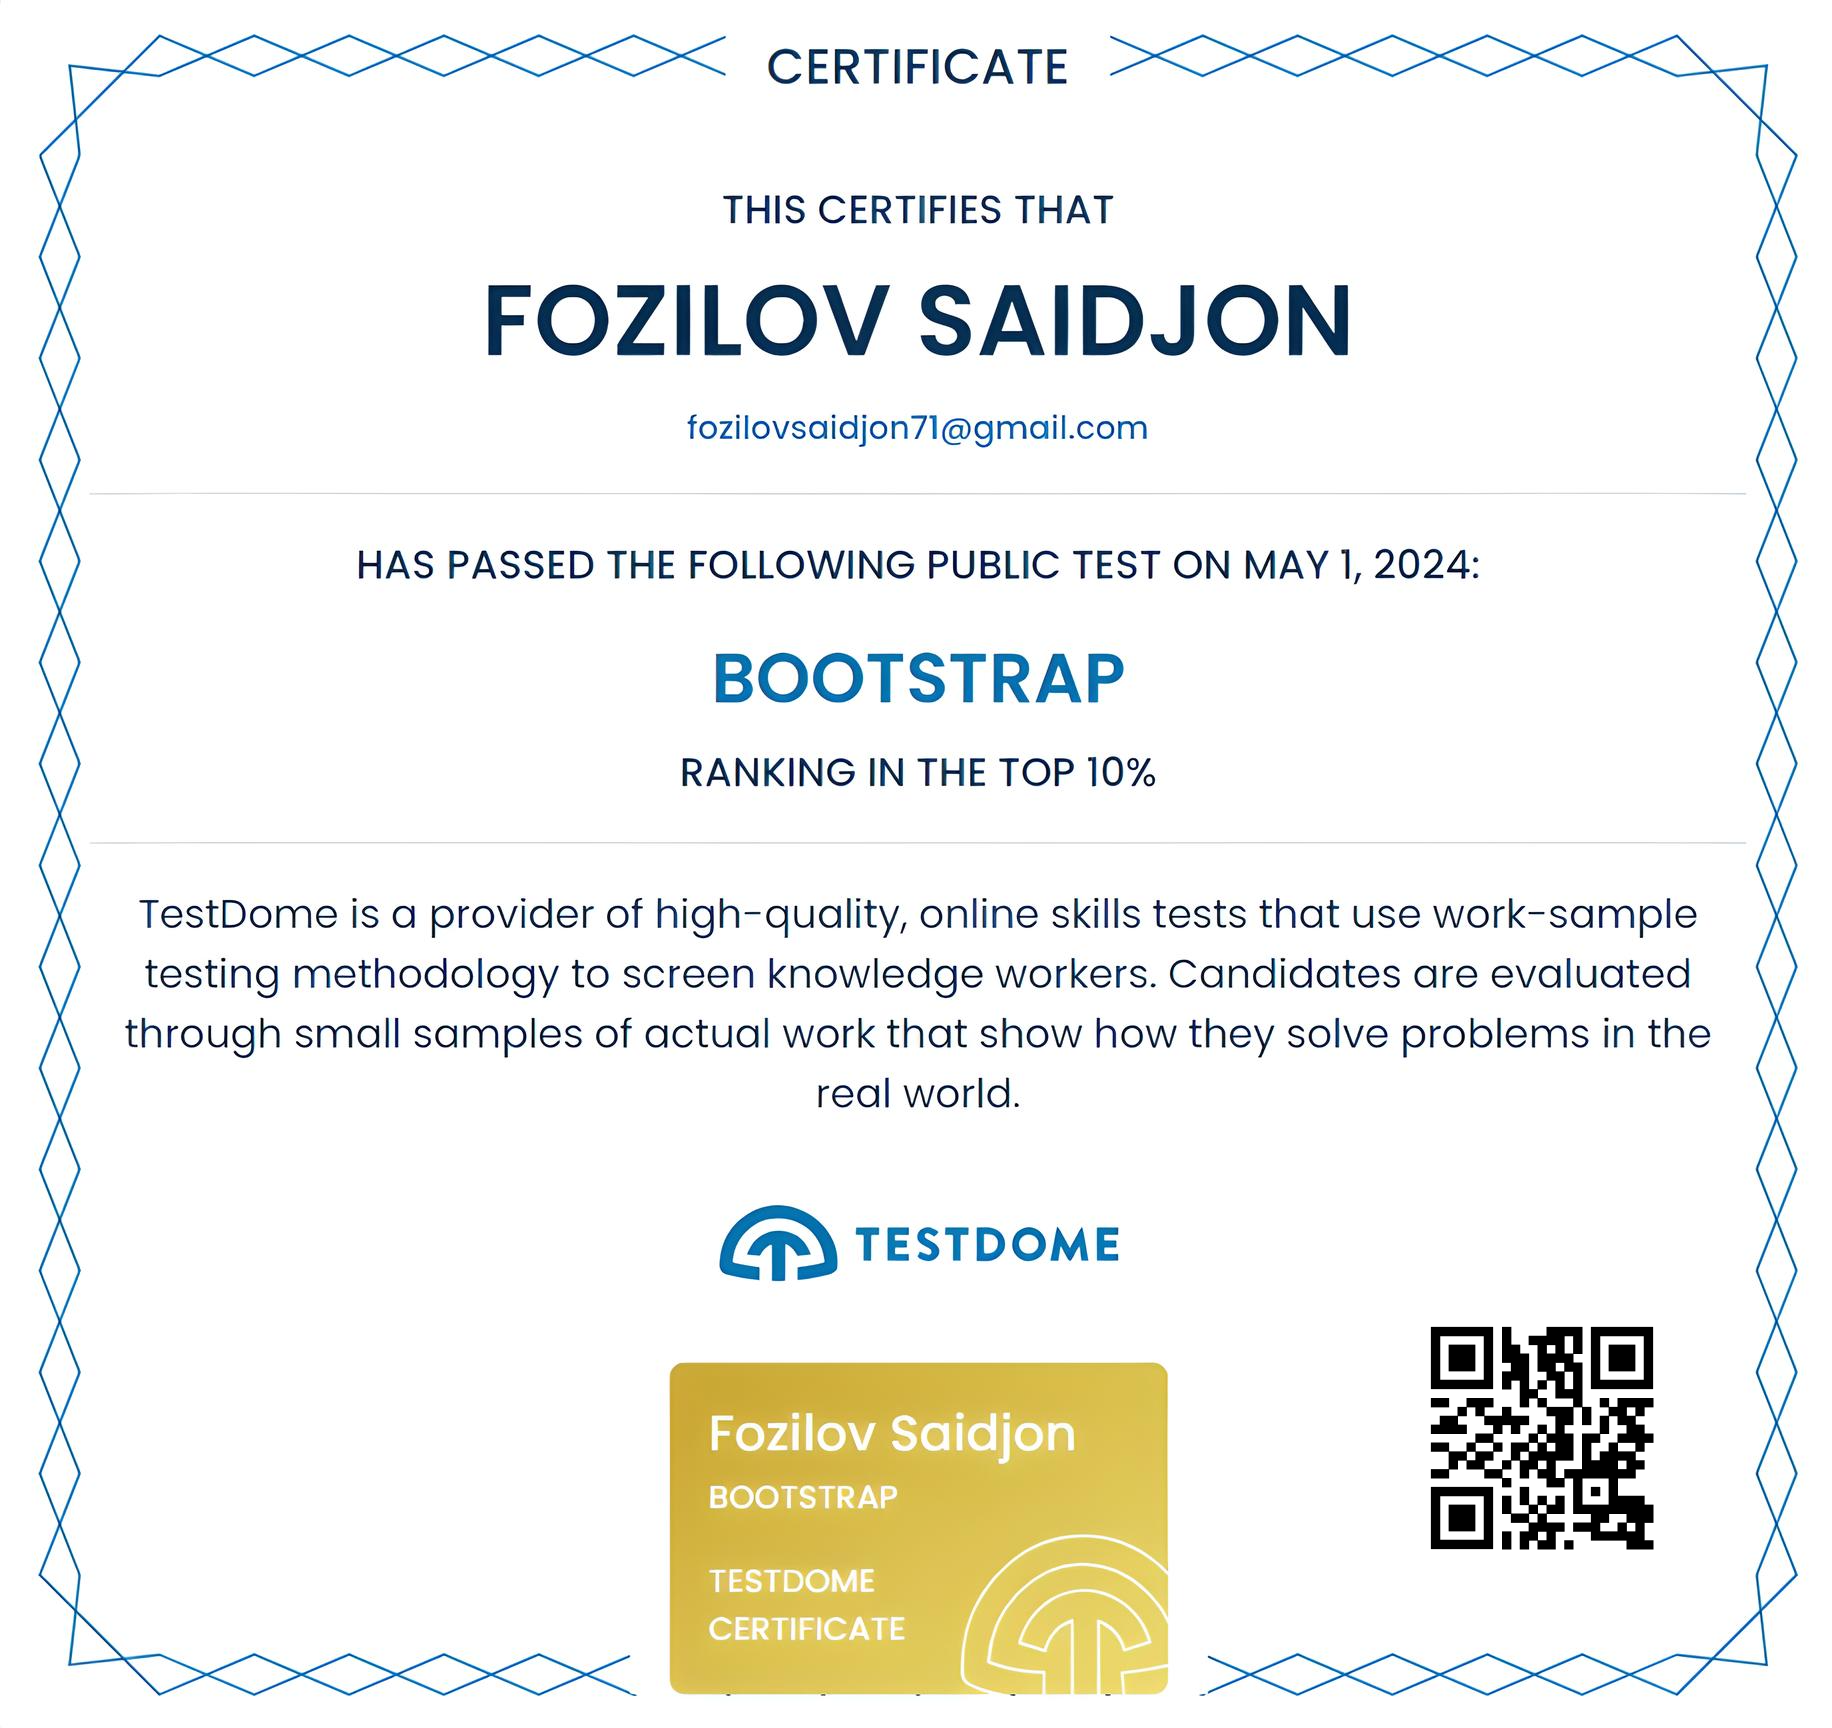 CERTIFICATE
THIS CERTIFIES THAT
FOZILOV SAIDJON
fozilovsaidjon71@gmail.com
HAS PASSED THE FOLLOWING PUBLIC TEST ON MAY 1, 2024:
BOOTSTRAP
RANKING IN THE TOP 10%
TestDome is a provider of high-quality, online skills tests that use work-sample
testing methodology to screen knowledge workers. Candidates are evaluated
through small samples of actual work that show how they solve problems in the
real world.
TESTDOME
Fozilov Saidjon
BOOTSTRAP
TESTDOME
CERTIFICATE